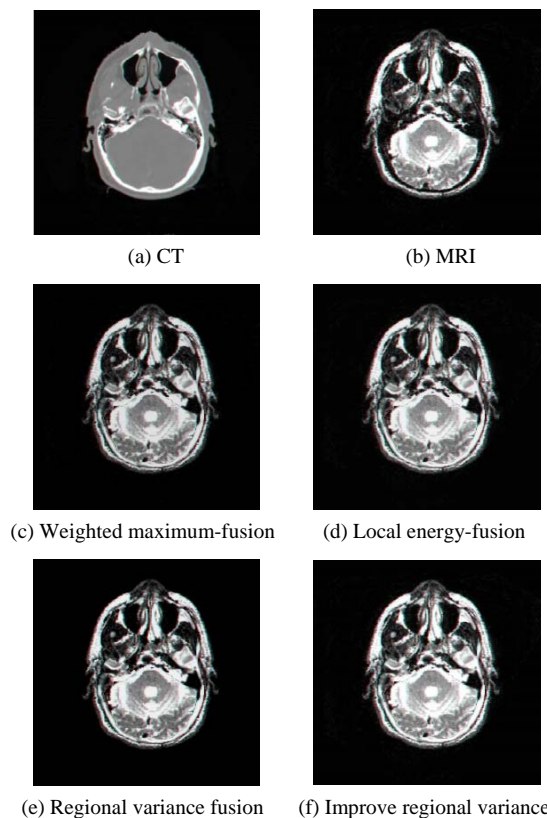 (a) CT
(b) MRI
(c) Weighted maximum-fusion
(d) Local energy-fusion
(e) Regional variance fusion
(f) Improve regional variance